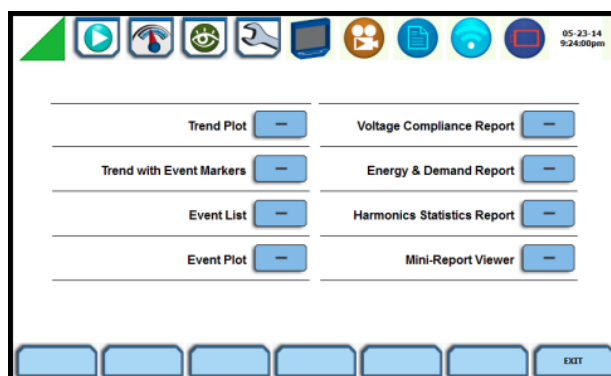 05-23-14
9:24:00pm
Trend Plot
Voltage Compliance Report
Trend with Event Markers
Energy & Demand Report
Event List
Harmonics Statistics Report
Event Plot
Mini-Report Viewer
EXIT